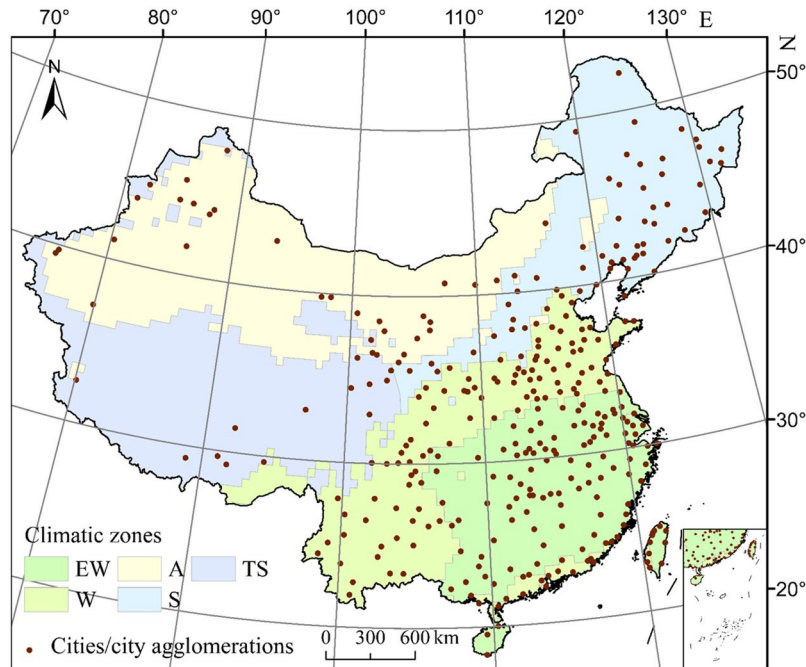 70° 80° 90° 100° 110° 120° 130° E
N
N
50°
40°
30°
20°
Climatic zones
EW A TS
W S
Cities/city agglomerations
0 300 600 km